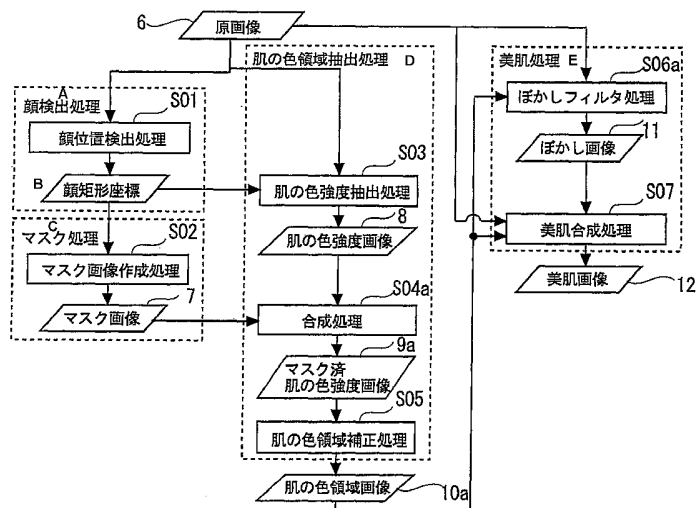 6
原画像
A
顔検出処理
S01
顔位置検出処理
B
顔矩形座標
C
マスク処理
S02
マスク画像作成処理
7
マスク画像
肌の色領域抽出処理 D
S03
肌の色強度抽出処理
8
肌の色強度画像
S04a
合成処理
9a
マスク済
肌の色強度画像
S05
肌の色領域補正処理
肌の色領域画像
10a
美肌処理 E
S06a
ぼかしフィルタ処理
11
ぼかし画像
S07
美肌合成処理
美肌画像
12